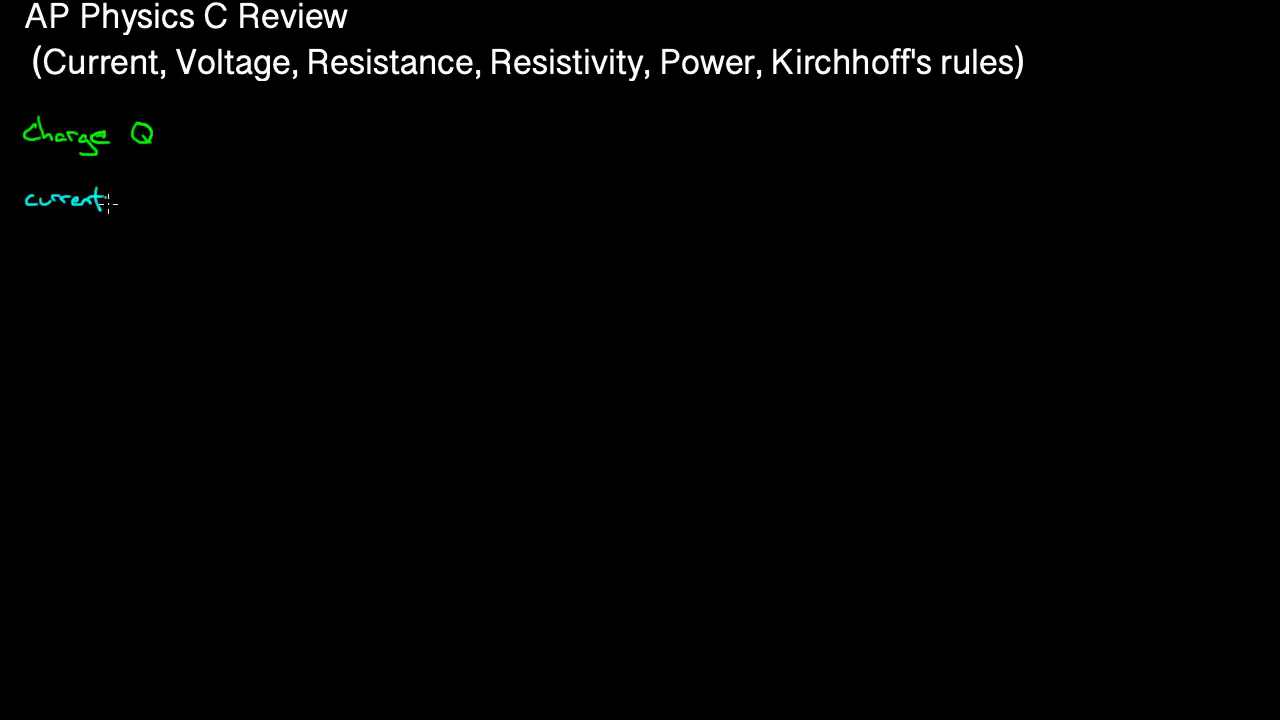 AP Physics C Review
(Current, Voltage, Resistance, Resistivity, Power, Kirchhoff's rules)
Charge Q
current